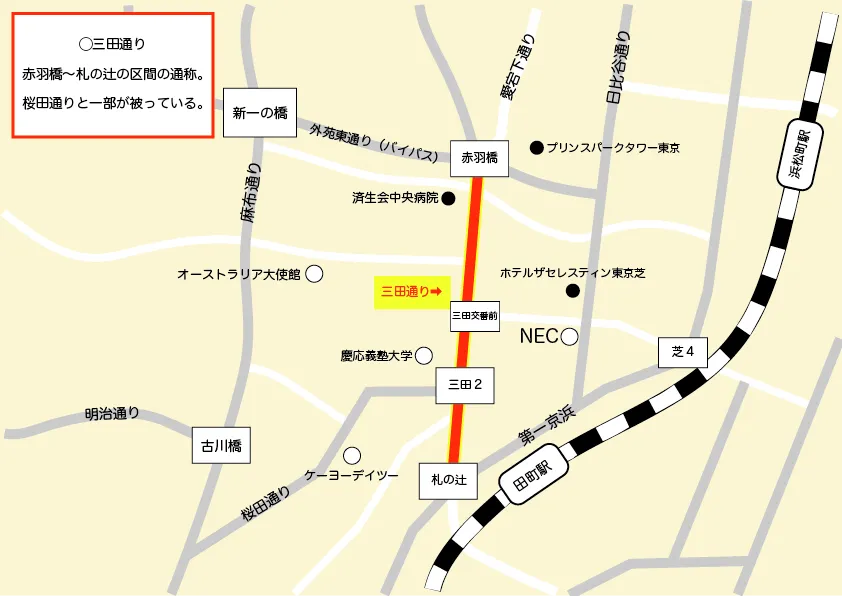 ○三田通り
赤羽橋～札の辻の区間の通称。
桜田通りと一部が被っている。
新一の橋
外苑東通り（バイパス）
愛宕下通り
日比谷通り
赤羽橋
プリンスパークタワー東京
浜松町駅
麻布通り
済生会中央病院
オーストラリア大使館
三田通り➡
ホテルザセレスティン東京芝
三田交番前
NEC
芝４
慶応義塾大学
三田２
明治通り
古川橋
第一京浜
ケーヨーデイツー
札の辻
田町駅
桜田通り